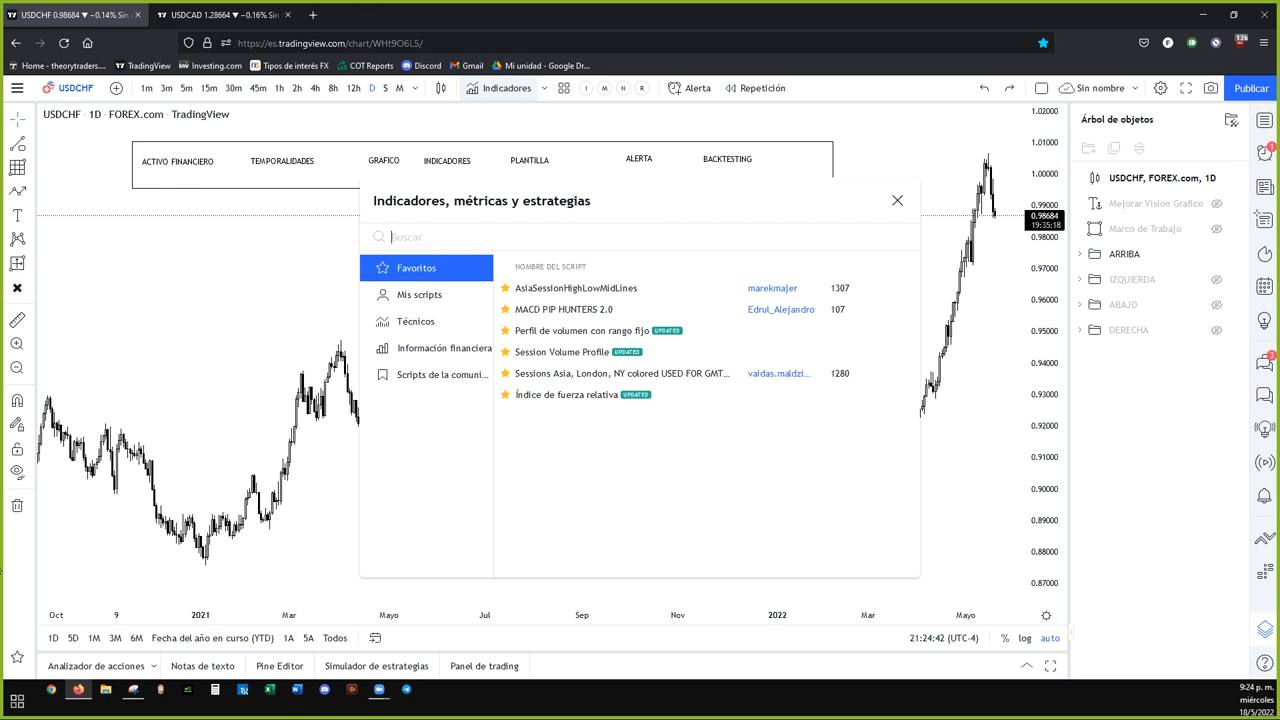 USDCHF 0.98684 ▼ −0.14% Sin
USDCAD 1.28664 ▼ −0.16% Sin
https://es.tradingview.com/chart/WHt9O6L5/
13k
Home - theorytraders....
TradingView
Investing.com
Tipos de interés FX
COT Reports
Discord
Gmail
Mi unidad - Google Dr...
USDCHF
1m 3m 5m 15m 30m 45m 1h 2h 4h 8h 12h D S M
Indicadores
I M N R
Alerta
Repetición
Sin nombre
Publicar
USDCHF · 1D · FOREX.com · TradingView
ACTIVO FINANCIERO TEMPORALIDADES GRAFICO INDICADORES PLANTILLA ALERTA BACKTESTING
Indicadores, métricas y estrategias
Buscar
Favoritos
Mis scripts
Técnicos
Información financiera
Scripts de la comuni...
NOMBRE DEL SCRIPT
AsiaSessionHighLowMidLines marekmajer 1307
MACD PIP HUNTERS 2.0 Edrul_Alejandro 107
Perfil de volumen con rango fijo UPDATED
Session Volume Profile UPDATED
Sessions Asia, London, NY colored USED FOR GMT... vaidas.maldzi... 1280
Índice de fuerza relativa UPDATED
1.02000
1.01000
1.00000
0.99000
0.98684
19:35:18
0.98000
0.97000
0.96000
0.95000
0.94000
0.93000
0.92000
0.91000
0.90000
0.89000
0.88000
0.87000
Árbol de objetos
USDCHF, FOREX.com, 1D
Mejorar Vision Grafico
Marco de Trabajo
ARRIBA
IZQUIERDA
ABAJO
DERECHA
1
3
Oct 9 2021 Mar Mayo Jul Sep Nov 2022 Mar Mayo
1D 5D 1M 3M 6M Fecha del año en curso (YTD) 1A 5A Todos
21:24:42 (UTC-4) % log auto
Analizador de acciones Notas de texto Pine Editor Simulador de estrategias Panel de trading
9:24 p. m.
miércoles
18/5/2022